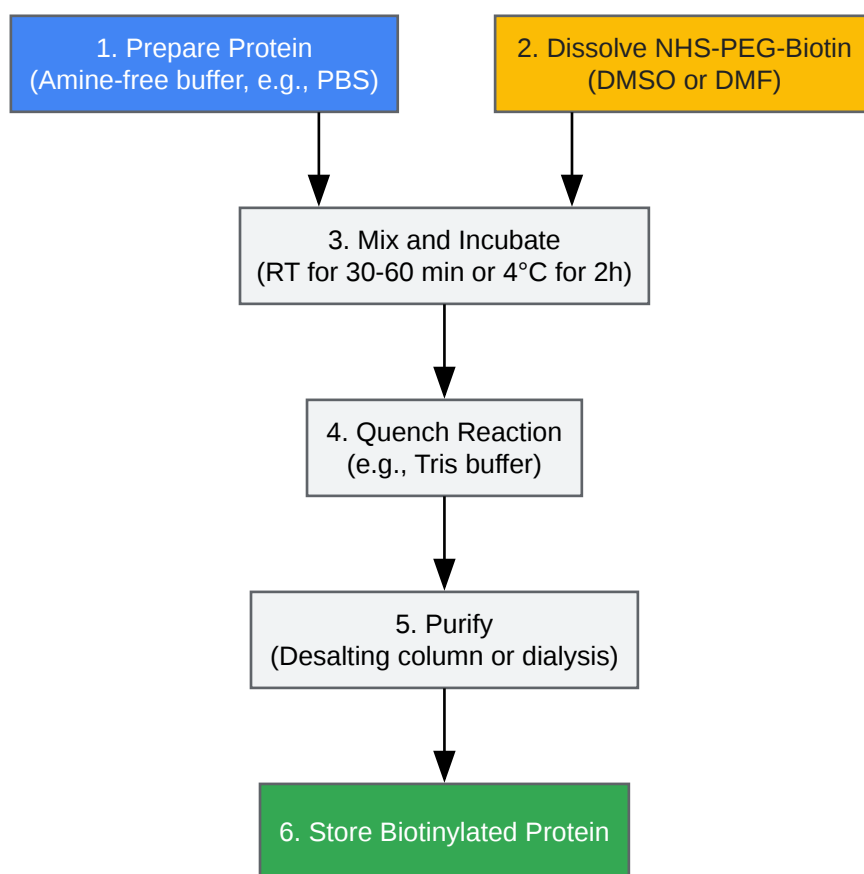 1. Prepare Protein
(Amine-free buffer, e.g., PBS)
2. Dissolve NHS-PEG-Biotin
(DMSO or DMF)
3. Mix and Incubate
(RT for 30-60 min or 4°C for 2h)
4. Quench Reaction
(e.g., Tris buffer)
5. Purify
(Desalting column or dialysis)
6. Store Biotinylated Protein